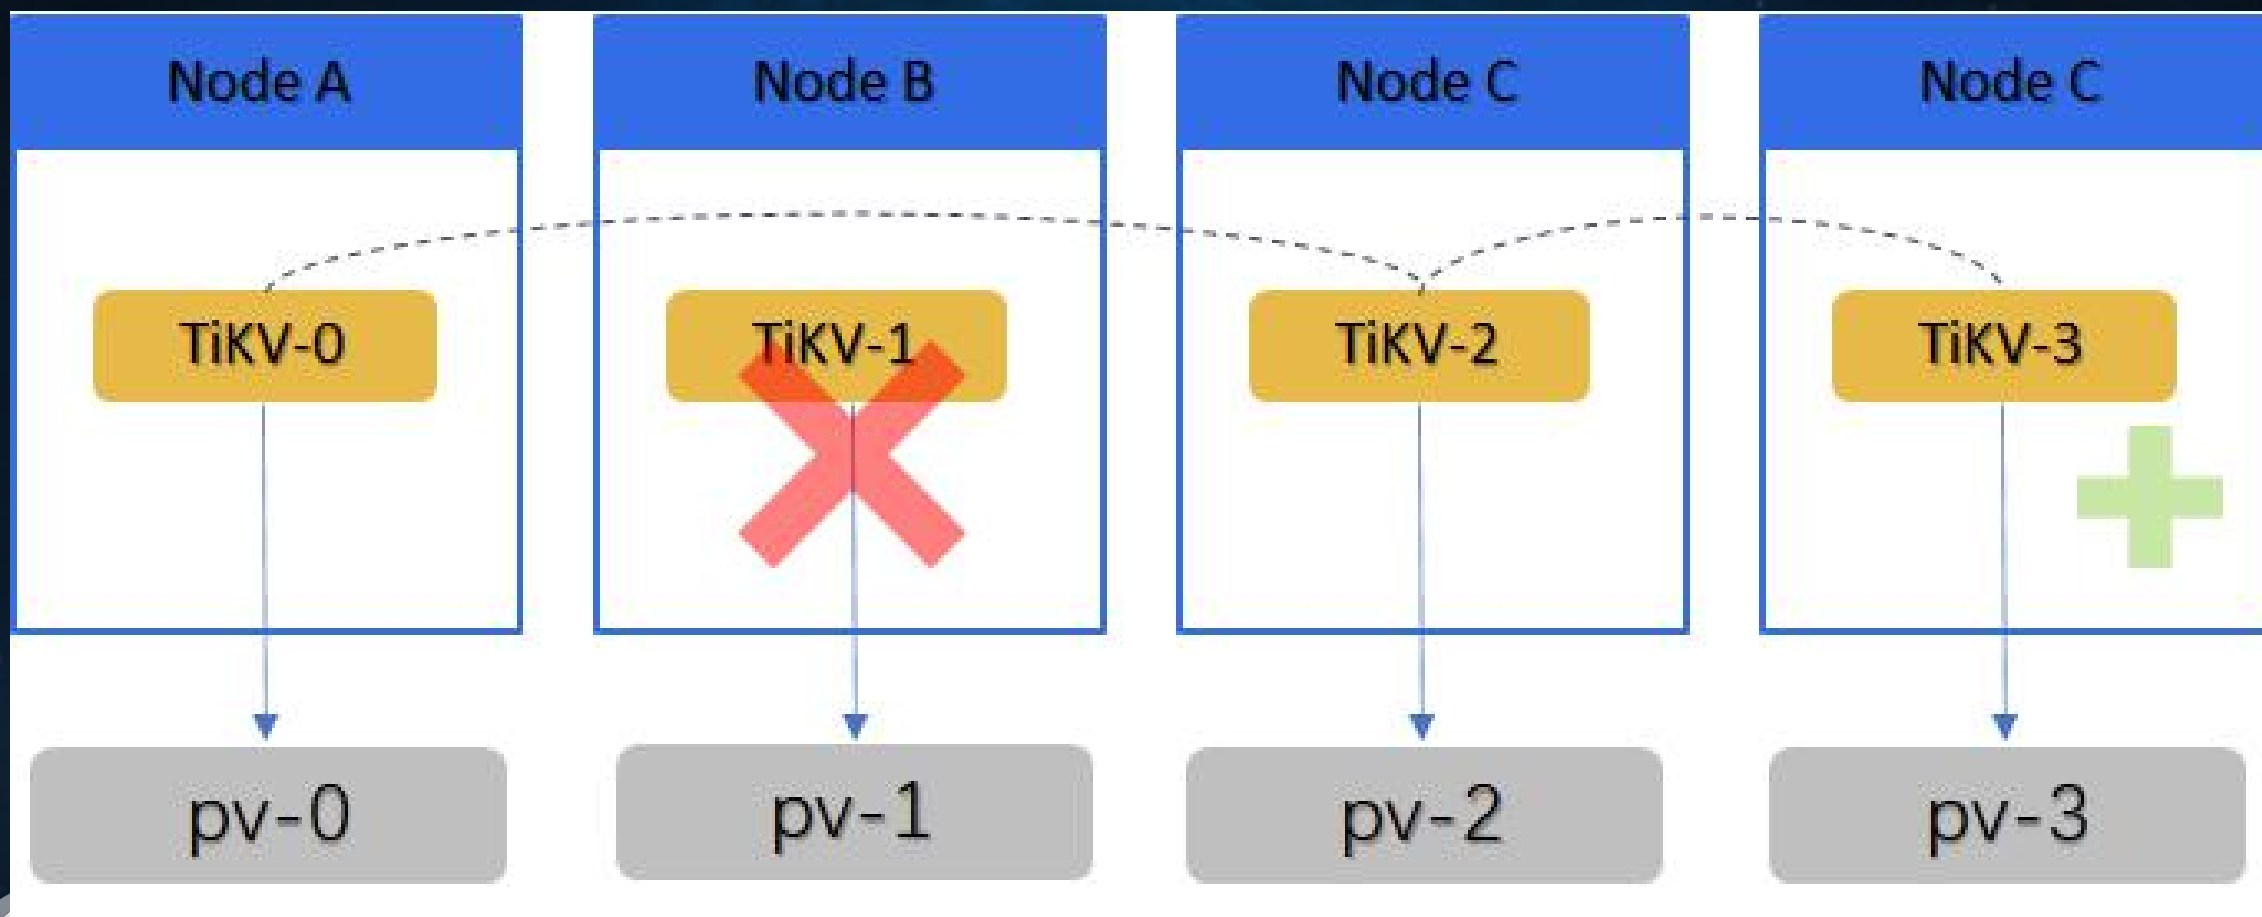 Node A
Node B
Node C
Node C
TiKV-0
TiKV-1
TiKV-2
TiKV-3
pv-0
pv-1
pv-2
pv-3